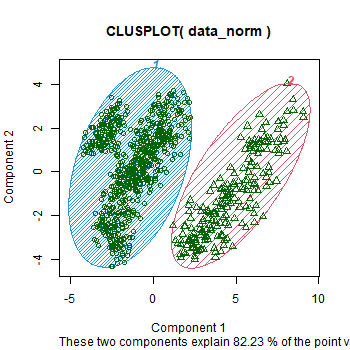 CLUSPLOT( data_norm )
1
2
4
2
0
-2
-4
Component 2
-5
0
5
10
Component 1
These two components explain 82.23 % of the point v